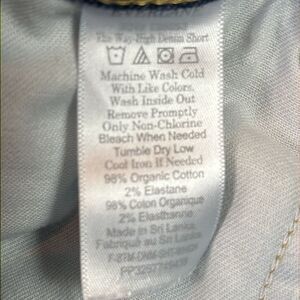 EVERLANE
The Way-High Denim Short
Machine Wash Cold
With Like Colors.
Wash Inside Out
Remove Promptly
Only Non-Chlorine
Bleach When Needed
Tumble Dry Low
Cool Iron If Needed
98% Organic Cotton
2% Elastane
98% Coton Organique
2% Elasthanne
Made in Sri Lanka.
Fabriqué au Sri Lanka.